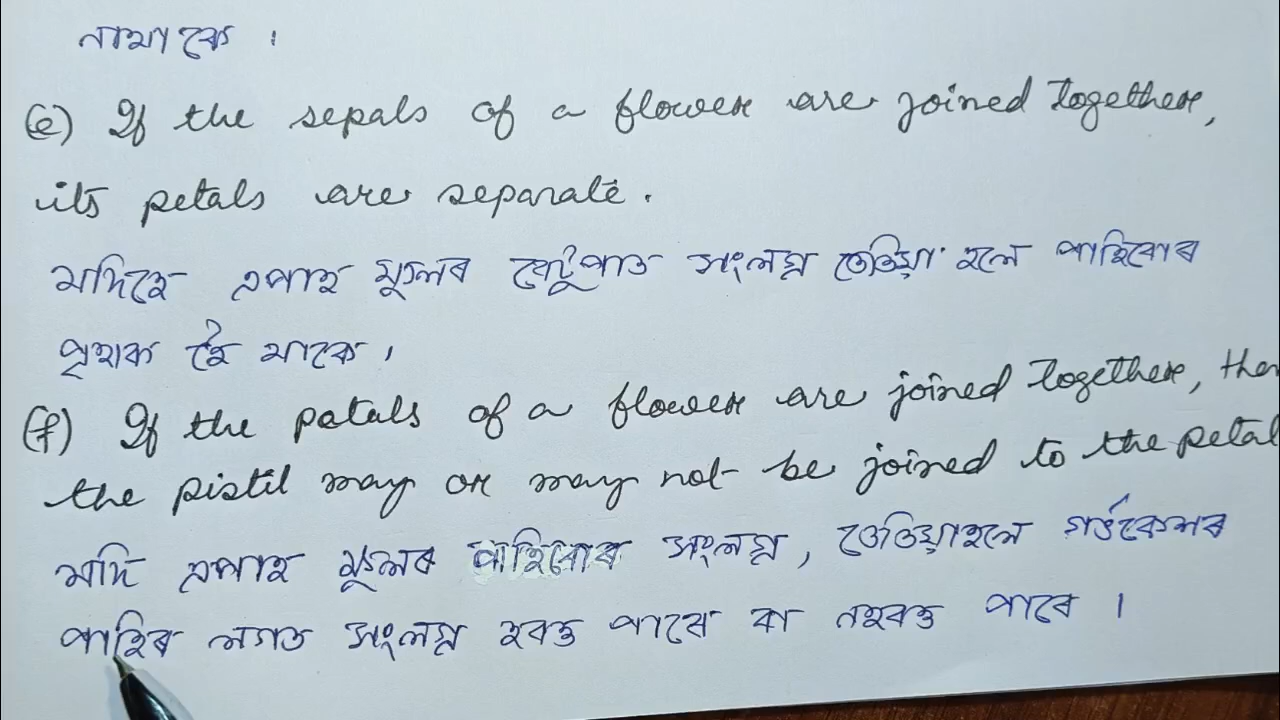 নাথাকে ।
(e) If the sepals of a flower are joined together,
its petals are separate.
যদিহে এপাহ ফুলৰ বেটুপাত সংলগ্ন তেতিয়া হলে পাহিবোৰ
পৃথক হৈ থাকে ।
(f) If the patals of a flower are joined together, then
the pistil may or may not be joined to the petal
যদি এপাহ ফুলৰ পাহিবোৰ সংলগ্ন, তেতিয়াহলে গৰ্ভকেশৰ
পাহিৰ লগত সংলগ্ন হবও পাৰে বা নহবও পাৰে ।